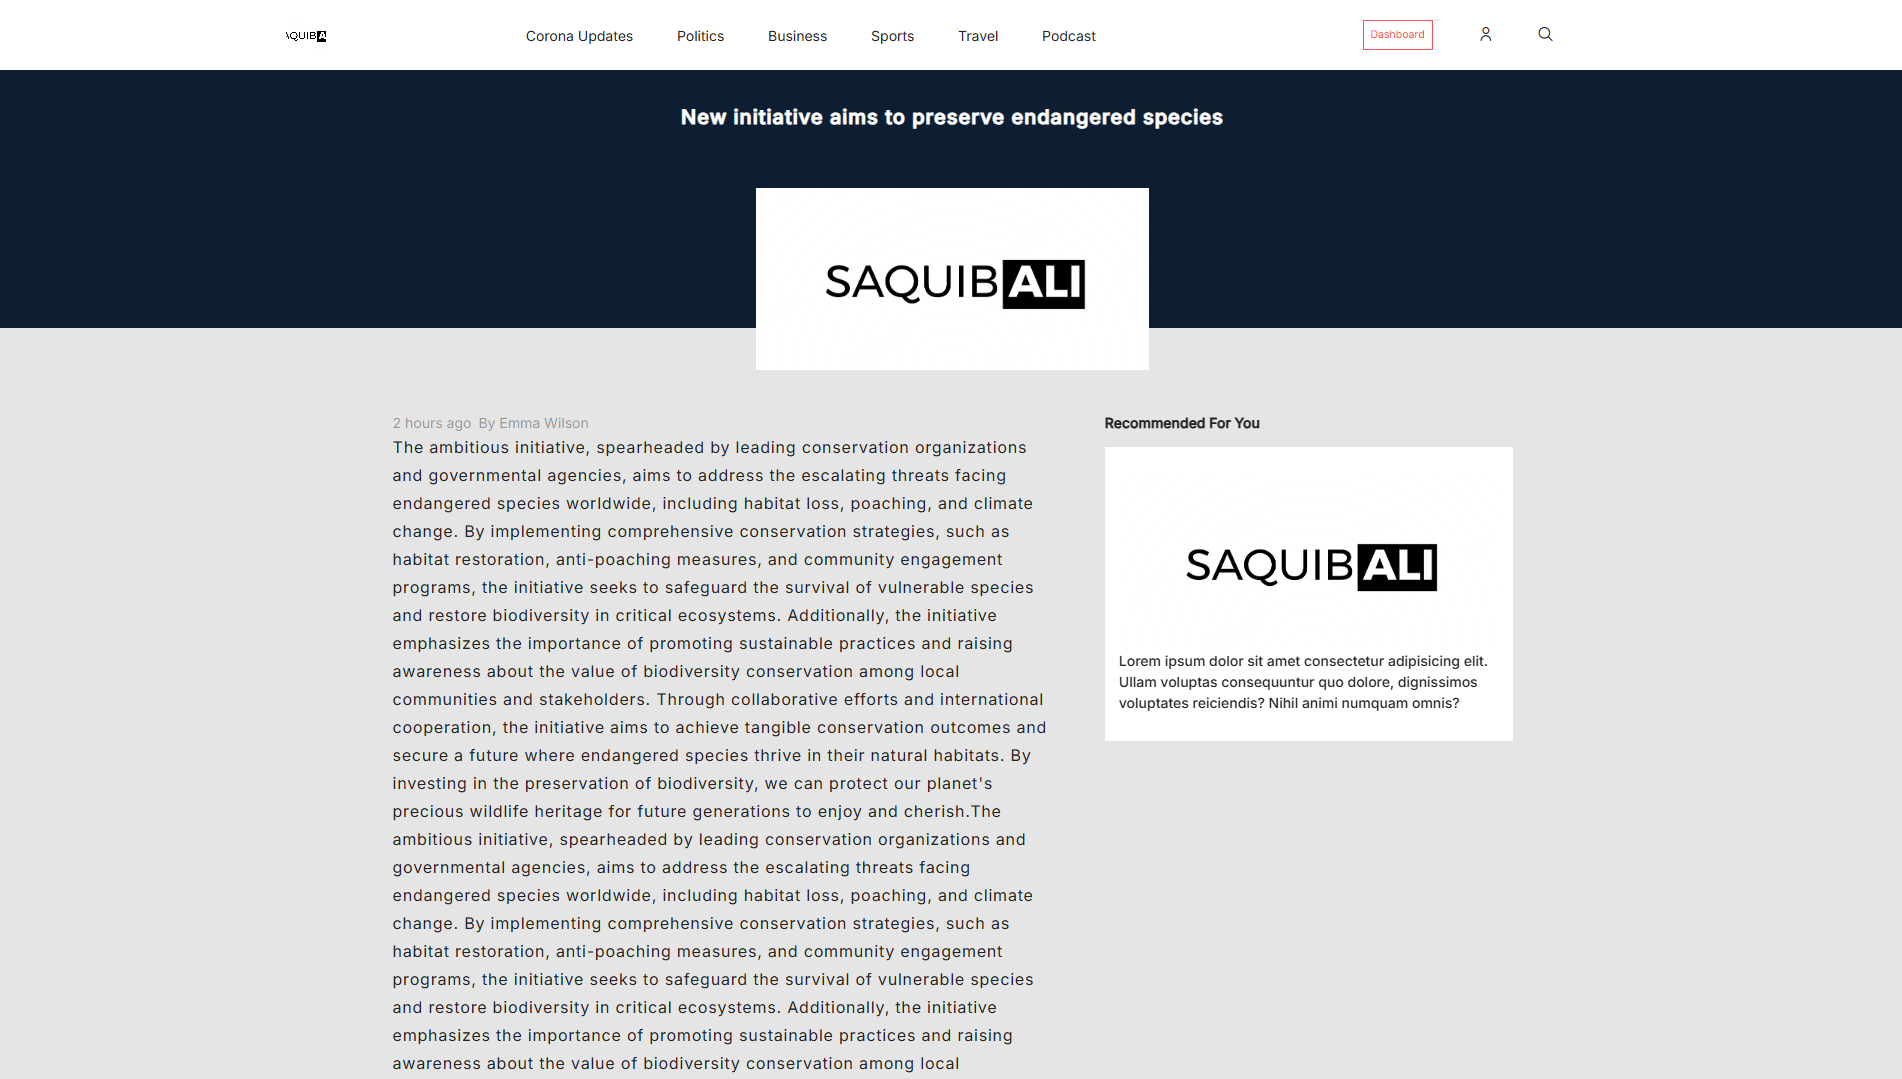 AQUIBA
Corona Updates
Politics
Business
Sports
Travel
Podcast
Dashboard
New initiative aims to preserve endangered species
SAQUIBALI
2 hours ago By Emma Wilson
The ambitious initiative, spearheaded by leading conservation organizations
and governmental agencies, aims to address the escalating threats facing
endangered species worldwide, including habitat loss, poaching, and climate
change. By implementing comprehensive conservation strategies, such as
habitat restoration, anti-poaching measures, and community engagement
programs, the initiative seeks to safeguard the survival of vulnerable species
and restore biodiversity in critical ecosystems. Additionally, the initiative
emphasizes the importance of promoting sustainable practices and raising
awareness about the value of biodiversity conservation among local
communities and stakeholders. Through collaborative efforts and international
cooperation, the initiative aims to achieve tangible conservation outcomes and
secure a future where endangered species thrive in their natural habitats. By
investing in the preservation of biodiversity, we can protect our planet's
precious wildlife heritage for future generations to enjoy and cherish.The
ambitious initiative, spearheaded by leading conservation organizations and
governmental agencies, aims to address the escalating threats facing
endangered species worldwide, including habitat loss, poaching, and climate
change. By implementing comprehensive conservation strategies, such as
habitat restoration, anti-poaching measures, and community engagement
programs, the initiative seeks to safeguard the survival of vulnerable species
and restore biodiversity in critical ecosystems. Additionally, the initiative
emphasizes the importance of promoting sustainable practices and raising
awareness about the value of biodiversity conservation among local
Recommended For You
SAQUIBALI
Lorem ipsum dolor sit amet consectetur adipisicing elit.
Ullam voluptas consequuntur quo dolore, dignissimos
voluptates reiciendis? Nihil animi numquam omnis?